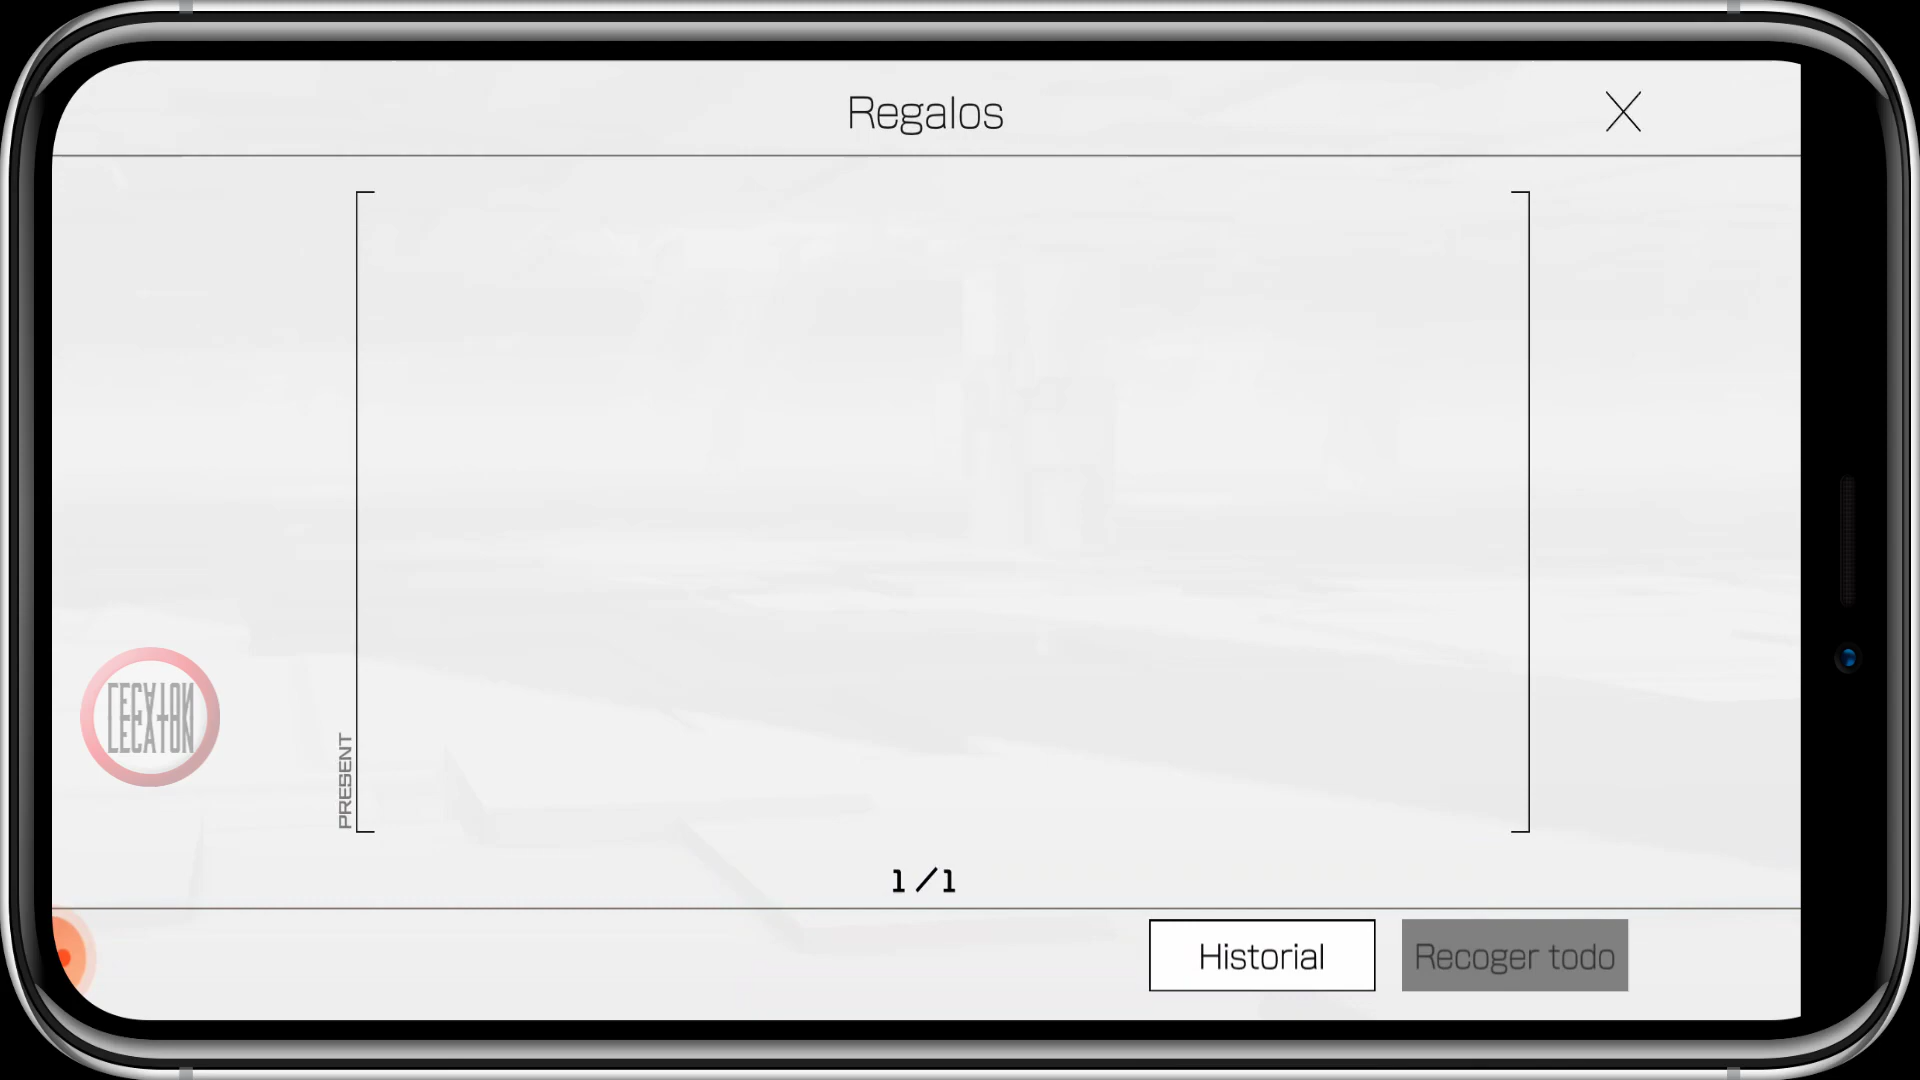 Regalos
PRESENT
1/1
Historial
Recoger todo